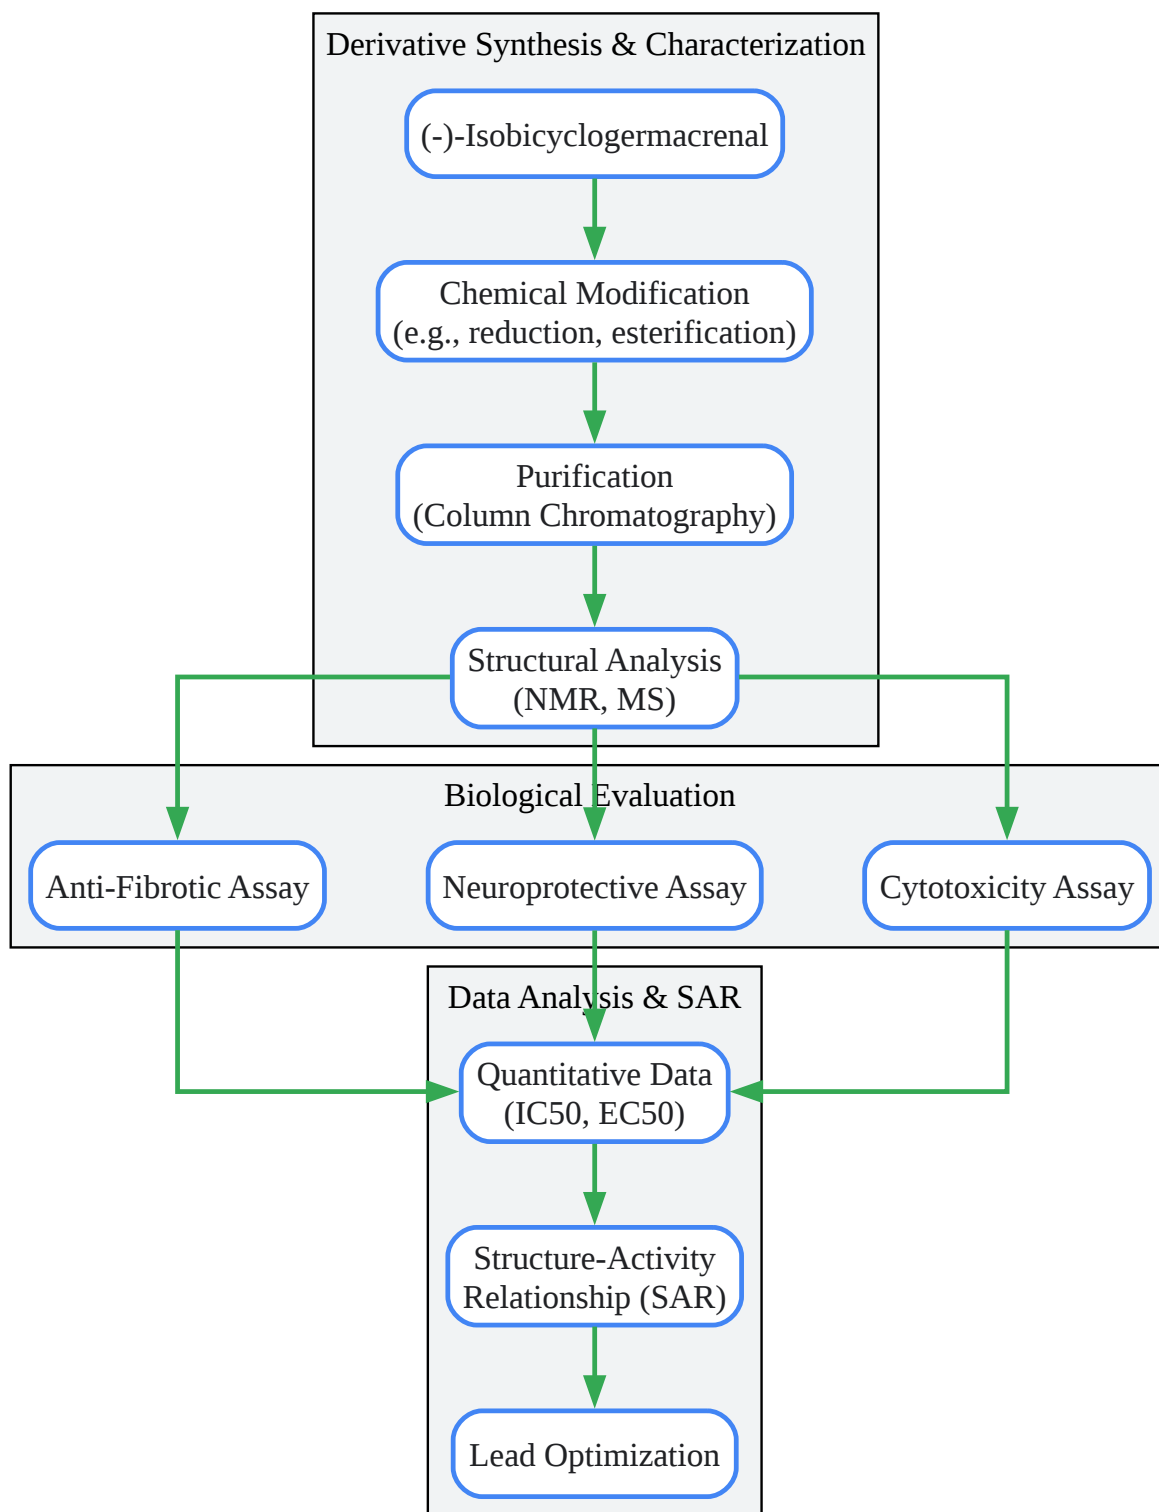 Derivative Synthesis & Characterization
(-)-Isobicyclogermacrenal
Chemical Modification
(e.g., reduction, esterification)
Purification
(Column Chromatography)
Structural Analysis
(NMR, MS)
Biological Evaluation
Anti-Fibrotic Assay
Neuroprotective Assay
Cytotoxicity Assay
Data Analysis & SAR
Quantitative Data
(IC50, EC50)
Structure-Activity
Relationship (SAR)
Lead Optimization